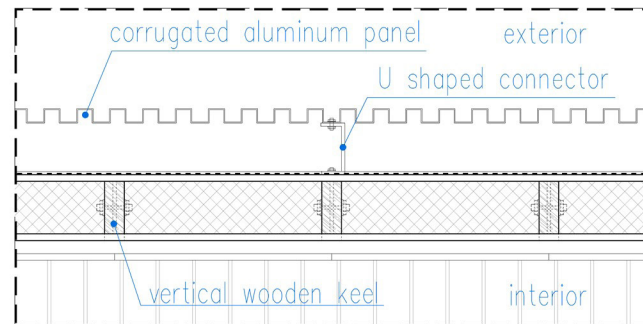 corrugated aluminum panel
exterior
U shaped connector
vertical wooden keel
interior